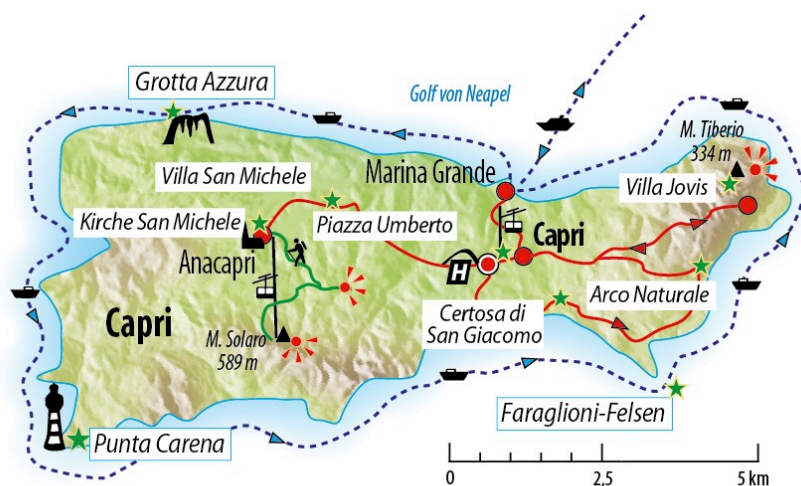 Grotta Azzura
Golf von Neapel
M. Tiberio
334 m
Villa San Michele
Marina Grande
Villa Jovis
Kirche San Michele
Piazza Umberto
Capri
Anacapri
H
Capri
Certosa di
San Giacomo
Arco Naturale
M. Solaro
589 m
Faraglioni-Felsen
Punta Carena
0 2,5 5 km